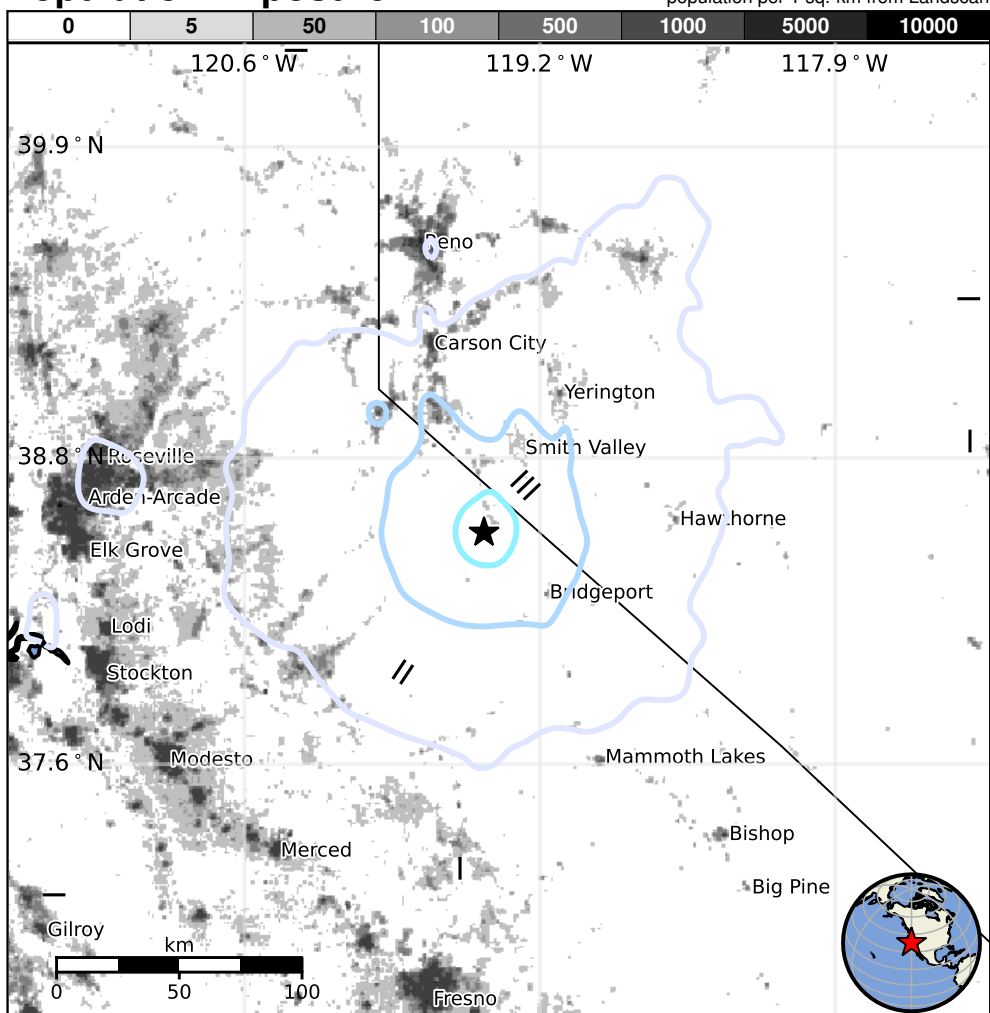 population per 1 sq. km from Landscan
0 5 50 100 500 1000 5000 10000
120.6°W 119.2°W 117.9°W
39.9°N
Reno
Carson City
Yerington
Smith Valley
38.8°N Roseville
III
Arden-Arcade
Hawthorne
Elk Grove
Bridgeport
Lodi
II
Stockton
37.6°N Modesto Mammoth Lakes
Bishop
Merced
I
Big Pine
Gilroy
km
0 50 100
Fresno